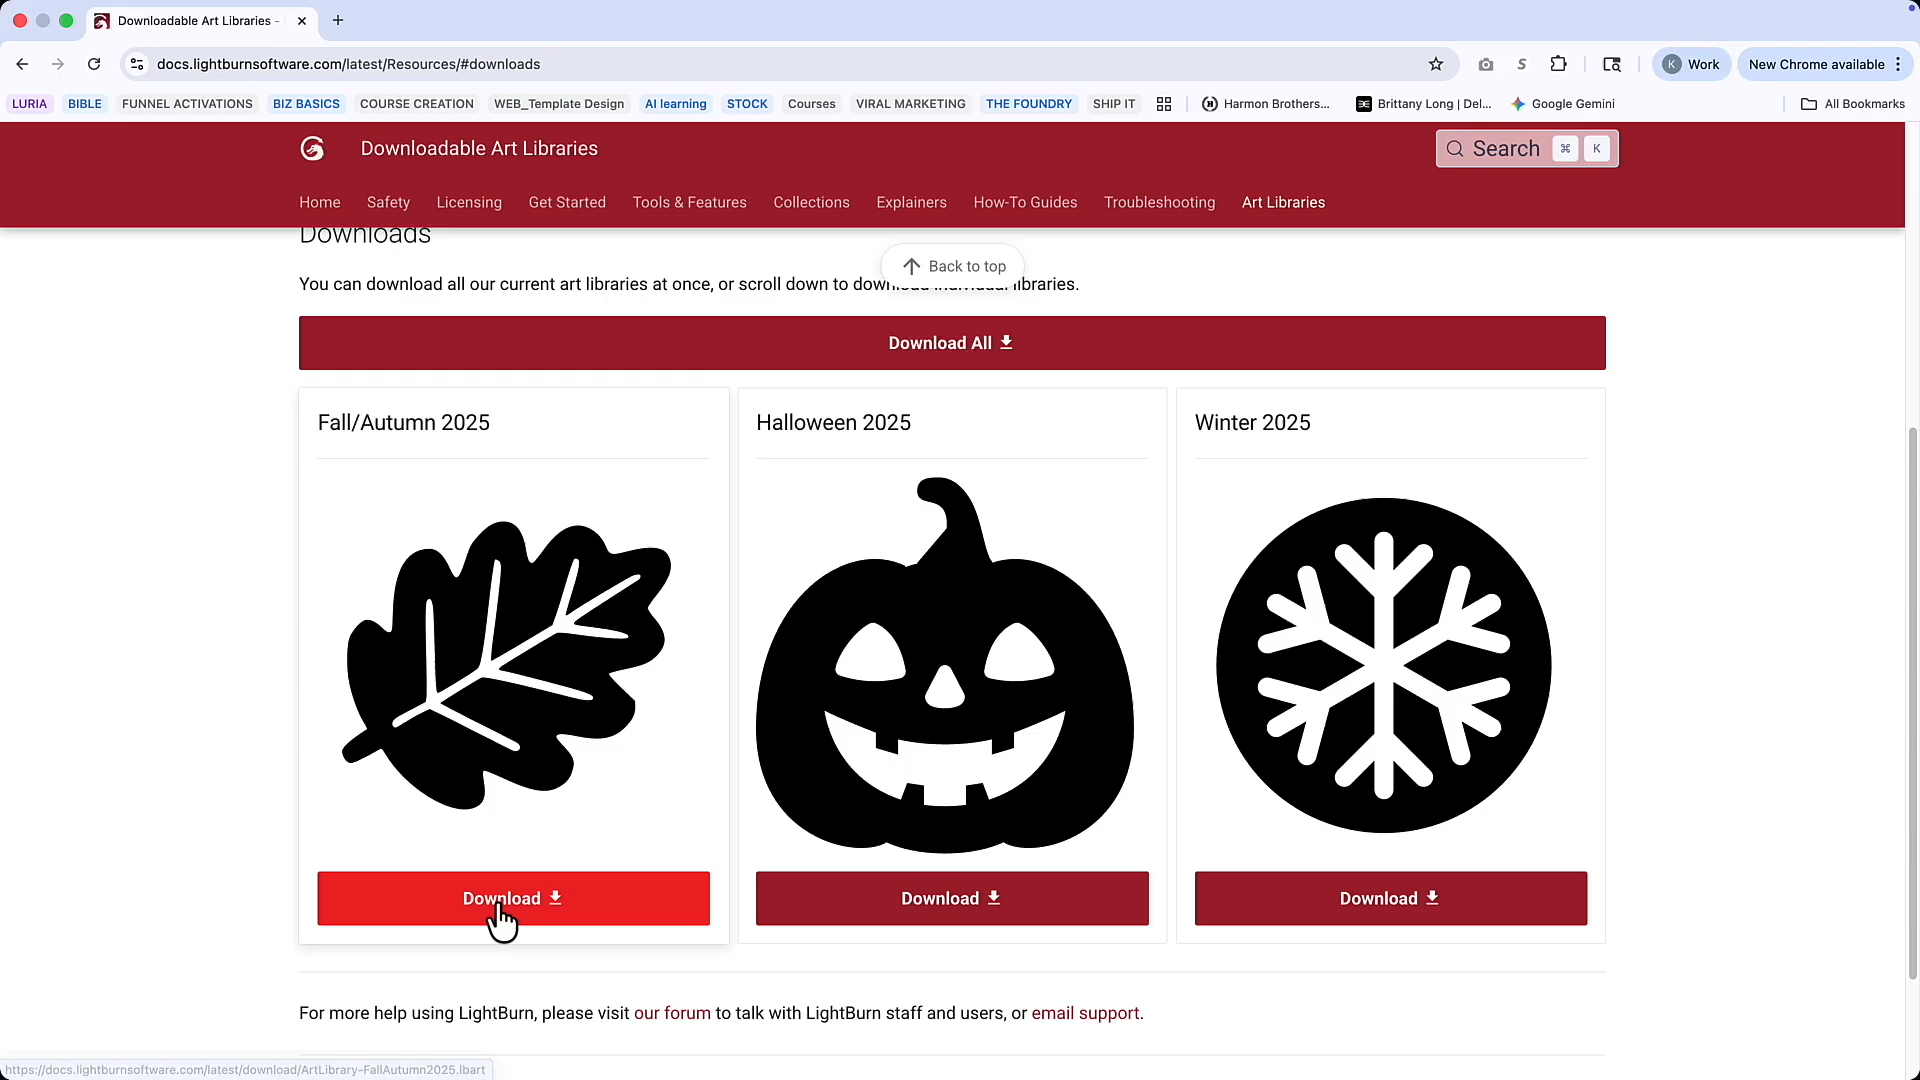 Downloadable Art Libraries -
docs.lightburnsoftware.com/latest/Resources/#downloads
S
K
Work
New Chrome available
LURIA
BIBLE
FUNNEL ACTIVATIONS
BIZ BASICS
COURSE CREATION
WEB_Template Design
AI learning
STOCK
Courses
VIRAL MARKETING
THE FOUNDRY
SHIP IT
Harmon Brothers...
Brittany Long | Del...
Google Gemini
All Bookmarks
Downloadable Art Libraries
Search ⌘ K
Home Safety Licensing Get Started Tools & Features Collections Explainers How-To Guides Troubleshooting Art Libraries
Downloads
Back to top
You can download all our current art libraries at once, or scroll down to download individual libraries.
Download All
Fall/Autumn 2025
Download
Halloween 2025
Download
Winter 2025
Download
For more help using LightBurn, please visit our forum to talk with LightBurn staff and users, or email support.
https://docs.lightburnsoftware.com/latest/download/ArtLibrary-FallAutumn2025.lbart